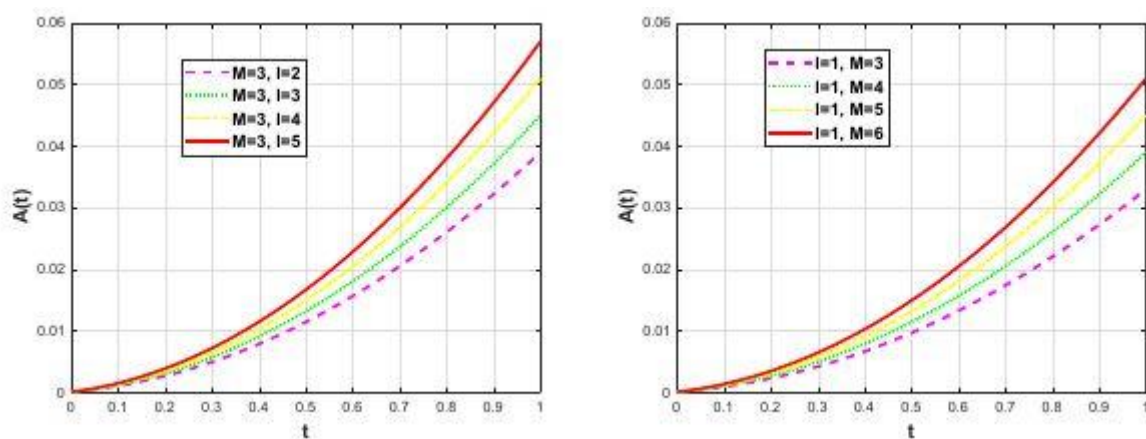 0.06
0.05
0.04
0.03
0.02
0.01
0
A(t)
M=3, I=2
M=3, I=3
M=3, I=4
M=3, I=5
0 0.1 0.2 0.3 0.4 0.5 0.6 0.7 0.8 0.9 1
t
0.06
0.05
0.04
0.03
0.02
0.01
0
A(t)
I=1, M=3
I=1, M=4
I=1, M=5
I=1, M=6
0 0.1 0.2 0.3 0.4 0.5 0.6 0.7 0.8 0.9 1
t